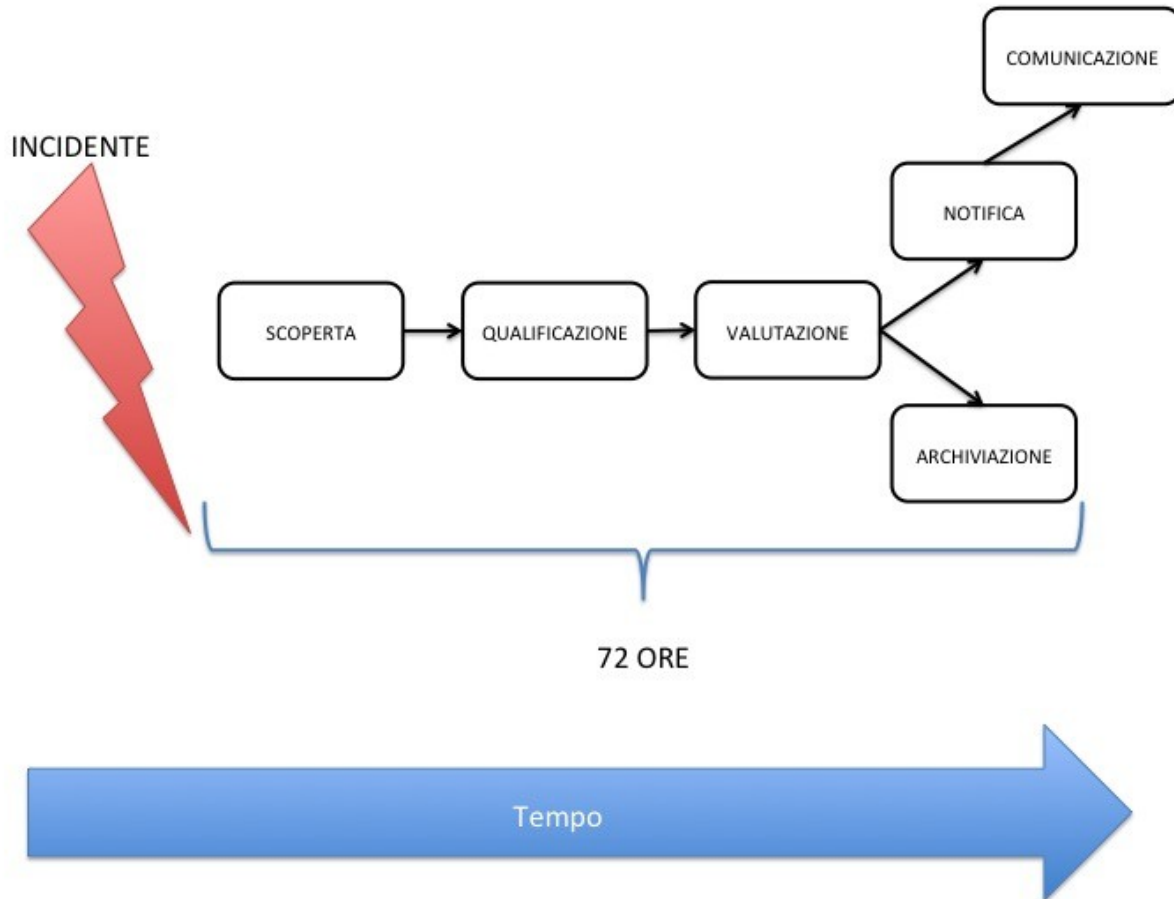 COMUNICAZIONE
INCIDENTE
NOTIFICA
SCOPERTA
QUALIFICAZIONE
VALUTAZIONE
ARCHIVIAZIONE
72 ORE
Tempo